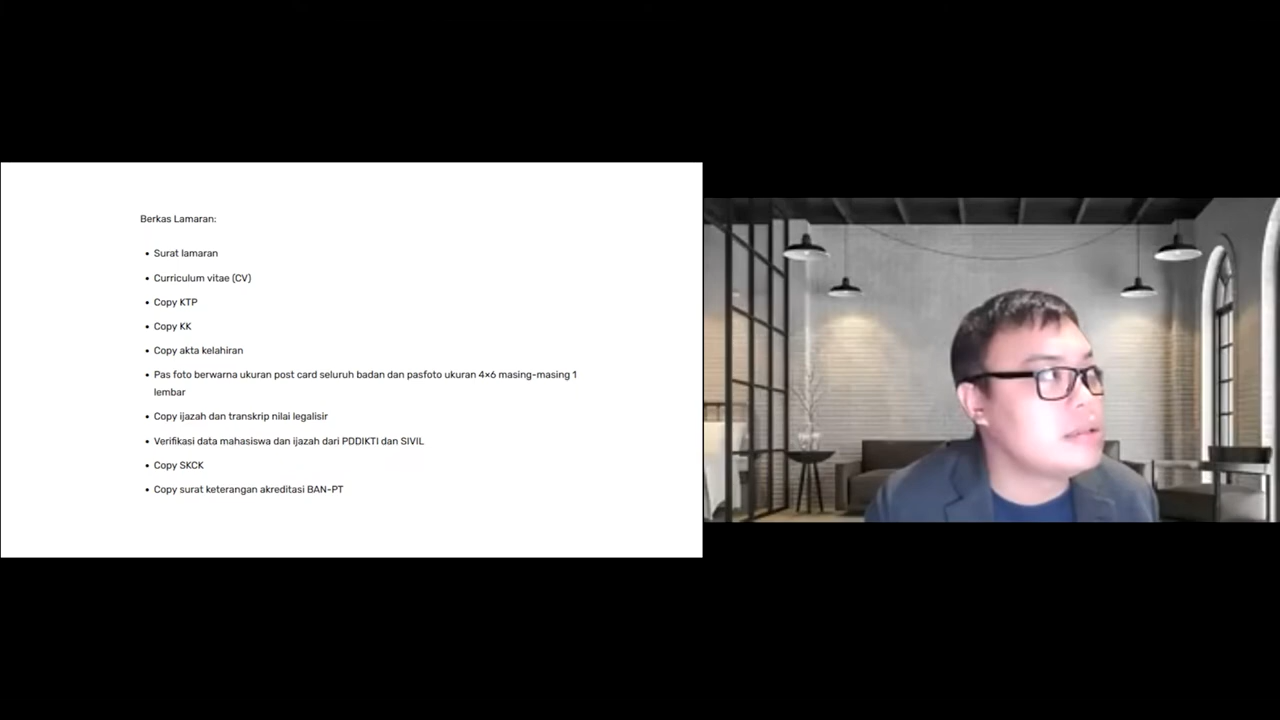 Berkas Lamaran:
• Surat lamaran
• Curriculum vitae (CV)
• Copy KTP
• Copy KK
• Copy akta kelahiran
• Pas foto berwarna ukuran post card seluruh badan dan pasfoto ukuran 4×6 masing-masing 1
lembar
• Copy ijazah dan transkrip nilai legalisir
• Verifikasi data mahasiswa dan ijazah dari PDDIKTI dan SIVIL
• Copy SKCK
• Copy surat keterangan akreditasi BAN-PT